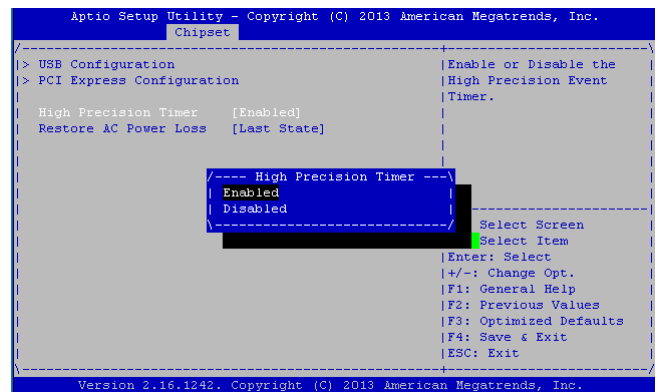 Aptio Setup Utility - Copyright (C) 2013 American Megatrends, Inc.
Chipset
> USB Configuration
> PCI Express Configuration
High Precision Timer [Enabled]
Restore AC Power Loss [Last State]
Enable or Disable the
High Precision Event
Timer.
High Precision Timer
Enabled
Disabled
Select Screen
Select Item
Enter: Select
+/-: Change Opt.
F1: General Help
F2: Previous Values
F3: Optimized Defaults
F4: Save & Exit
ESC: Exit
Version 2.16.1242. Copyright (C) 2013 American Megatrends, Inc.